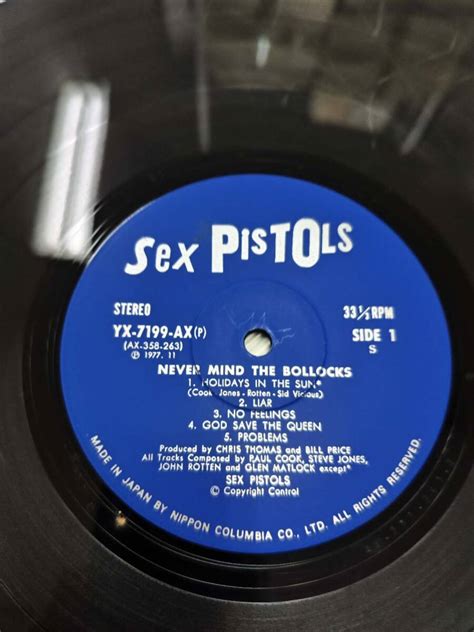 Sex PISTOLS
STEREO
33⅓ RPM
YX-7199-AX(P)
SIDE 1
(AX-358-263)
S
Ⓟ 1977. 11
NEVER MIND THE BOLLOCKS
1. HOLIDAYS IN THE SUN*
(Cook-Jones - Rotten - Sid Vicious)
2. LIAR
3. NO FEELINGS
4. GOD SAVE THE QUEEN
5. PROBLEMS
Produced by CHRIS THOMAS and BILL PRICE
All Tracks Composed by PAUL COOK, STEVE JONES,
JOHN ROTTEN and GLEN MATLOCK except*
SEX PISTOLS
© Copyright Control
MADE IN JAPAN BY NIPPON COLUMBIA CO., LTD. ALL RIGHTS RESERVED.